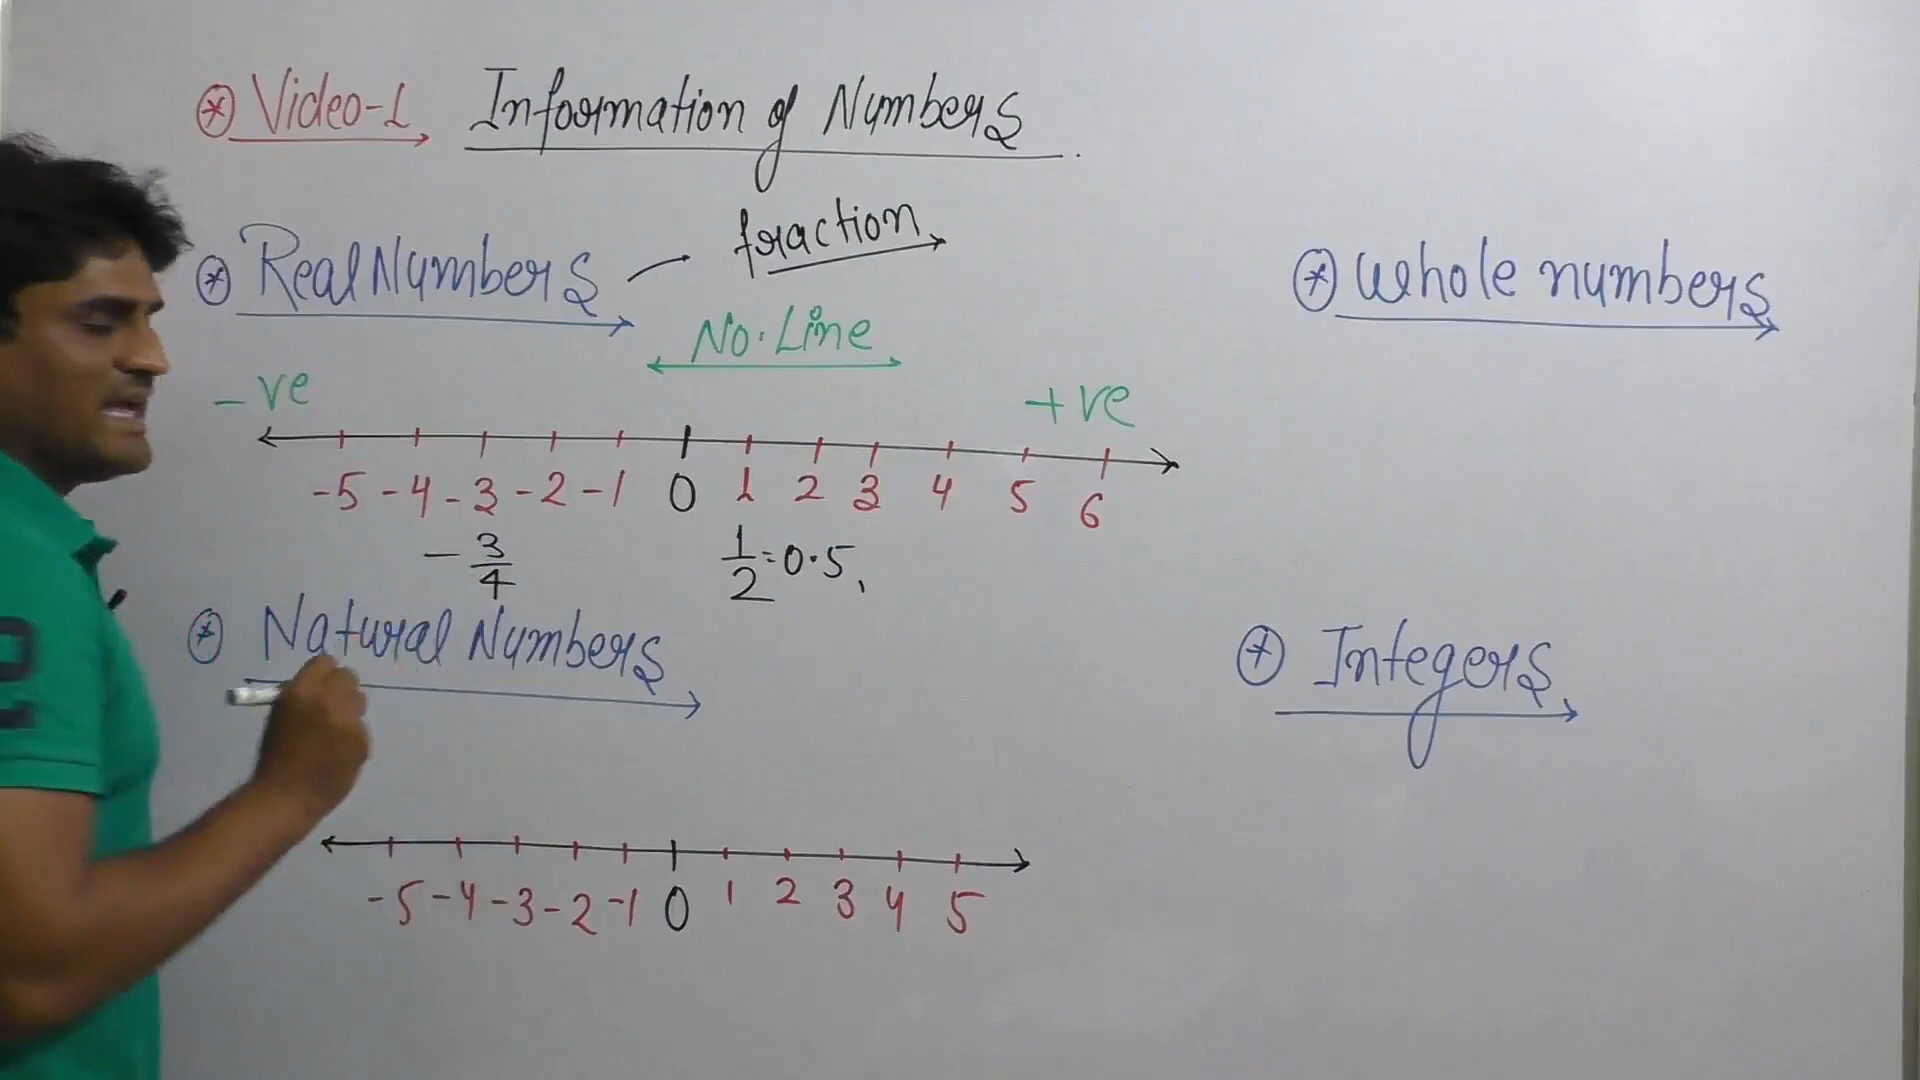 Video-1 Information of Numbers
Real Numbers - fraction
No. Line
-ve +ve
-5 -4 -3 -2 -1 0 1 2 3 4 5 6
-3/4 1/2=0.5,
Natural Numbers
-5 -4 -3 -2 -1 0 1 2 3 4 5
Whole numbers
Integers